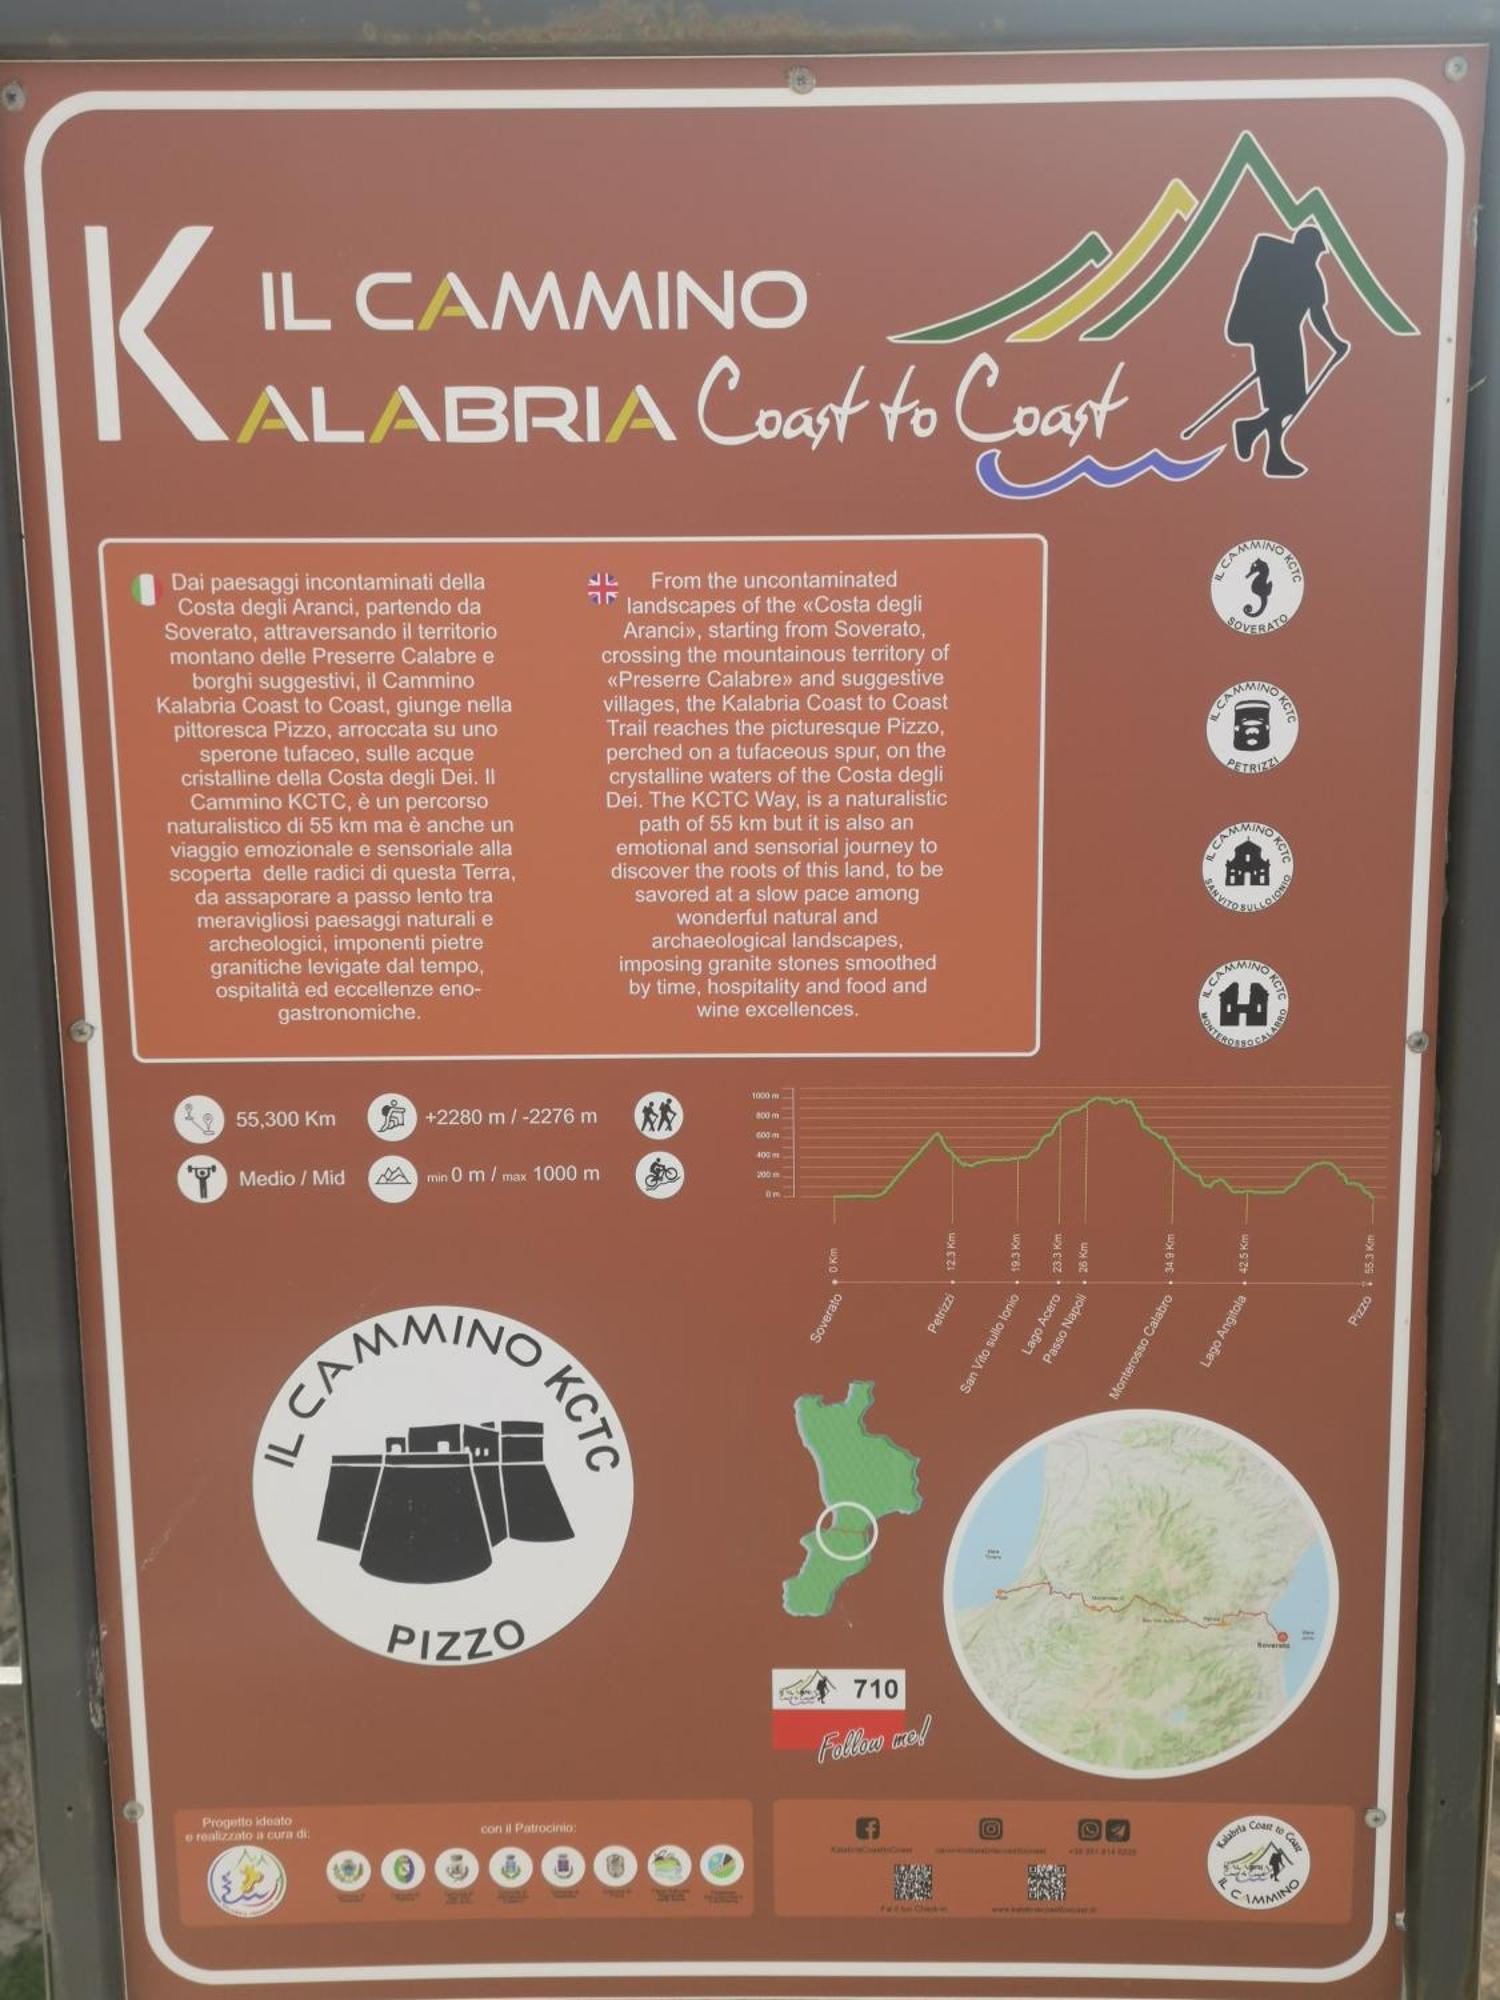 IL CAMMINO
KALABRIA Coast to Coast
Dai paesaggi incontaminati della
Costa degli Aranci, partendo da
Soverato, attraversando il territorio
montano delle Preserre Calabre e
borghi suggestivi, il Cammino
Kalabria Coast to Coast, giunge nella
pittoresca Pizzo, arroccata su uno
sperone tufaceo, sulle acque
cristalline della Costa degli Dei. Il
Cammino KCTC, è un percorso
naturalistico di 55 km ma è anche un
viaggio emozionale e sensoriale alla
scoperta delle radici di questa Terra,
da assaporare a passo lento tra
meravigliosi paesaggi naturali e
archeologici, imponenti pietre
granitiche levigate dal tempo,
ospitalità ed eccellenze eno-
gastronomiche.
From the uncontaminated
landscapes of the «Costa degli
Aranci», starting from Soverato,
crossing the mountainous territory of
«Preserre Calabre» and suggestive
villages, the Kalabria Coast to Coast
Trail reaches the picturesque Pizzo,
perched on a tufaceous spur, on the
crystalline waters of the Costa degli
Dei. The KCTC Way, is a naturalistic
path of 55 km but it is also an
emotional and sensorial journey to
discover the roots of this land, to be
savored at a slow pace among
wonderful natural and
archaeological landscapes,
imposing granite stones smoothed
by time, hospitality and food and
wine excellences.
IL CAMMINO KCTC
SOVERATO
IL CAMMINO KCTC
PETRIZZI
IL CAMMINO KCTC
SAN VITO SULLO IONIO
IL CAMMINO KCTC
MONTEROSSO CALABRO
55,300 Km
+2280 m / -2276 m
Medio / Mid
min 0 m / max 1000 m
1000 m
800 m
600 m
400 m
200 m
0 m
0 Km
12.3 Km
19.3 Km
23.3 Km
26 Km
34.9 Km
42.5 Km
55.3 Km
Soverato
Petrizzi
San Vito sullo Ionio
Lago Acero
Passo Napoli
Monterosso Calabro
Lago Angitola
Pizzo
IL CAMMINO KCTC
PIZZO
Soverato
710
Follow me!
Progetto ideato
e realizzato a cura di:
con il Patrocinio:
KalabriaCoasttoCoast
Fai il tuo Check-in
www.kalabriacoasttocoast.it
Kalabria Coast to Coast
IL CAMMINO